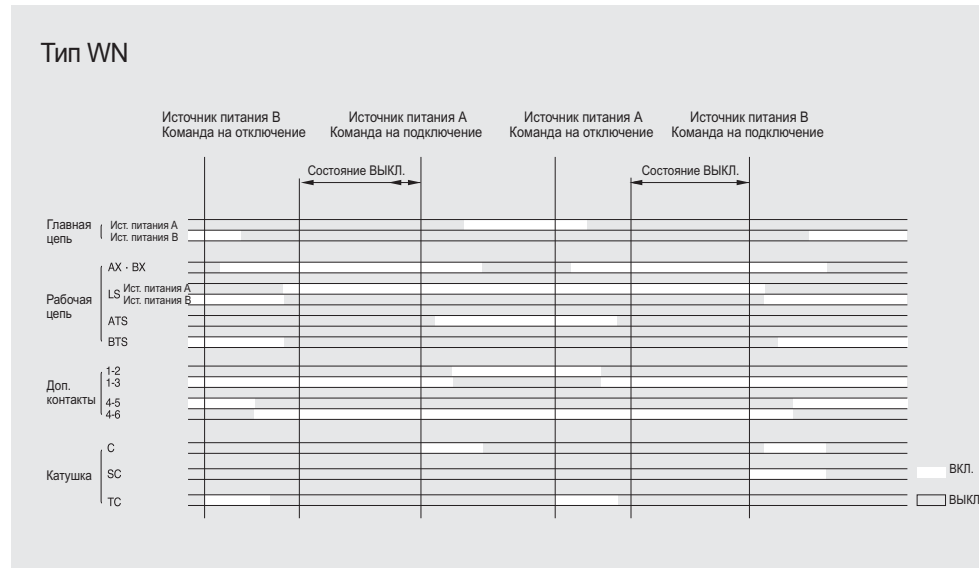 Тип WN
Источник питания B
Команда на отключение
Источник питания A
Команда на подключение
Источник питания A
Команда на отключение
Источник питания B
Команда на подключение
Состояние ВЫКЛ.
Состояние ВЫКЛ.
Главная
цепь
Ист. питания A
Ист. питания B
Рабочая
цепь
AX · BX
LS
Ист. питания A
Ист. питания B
ATS
BTS
Доп.
контакты
1-2
1-3
4-5
4-6
Катушка
C
SC
TC
ВКЛ.
ВЫКЛ